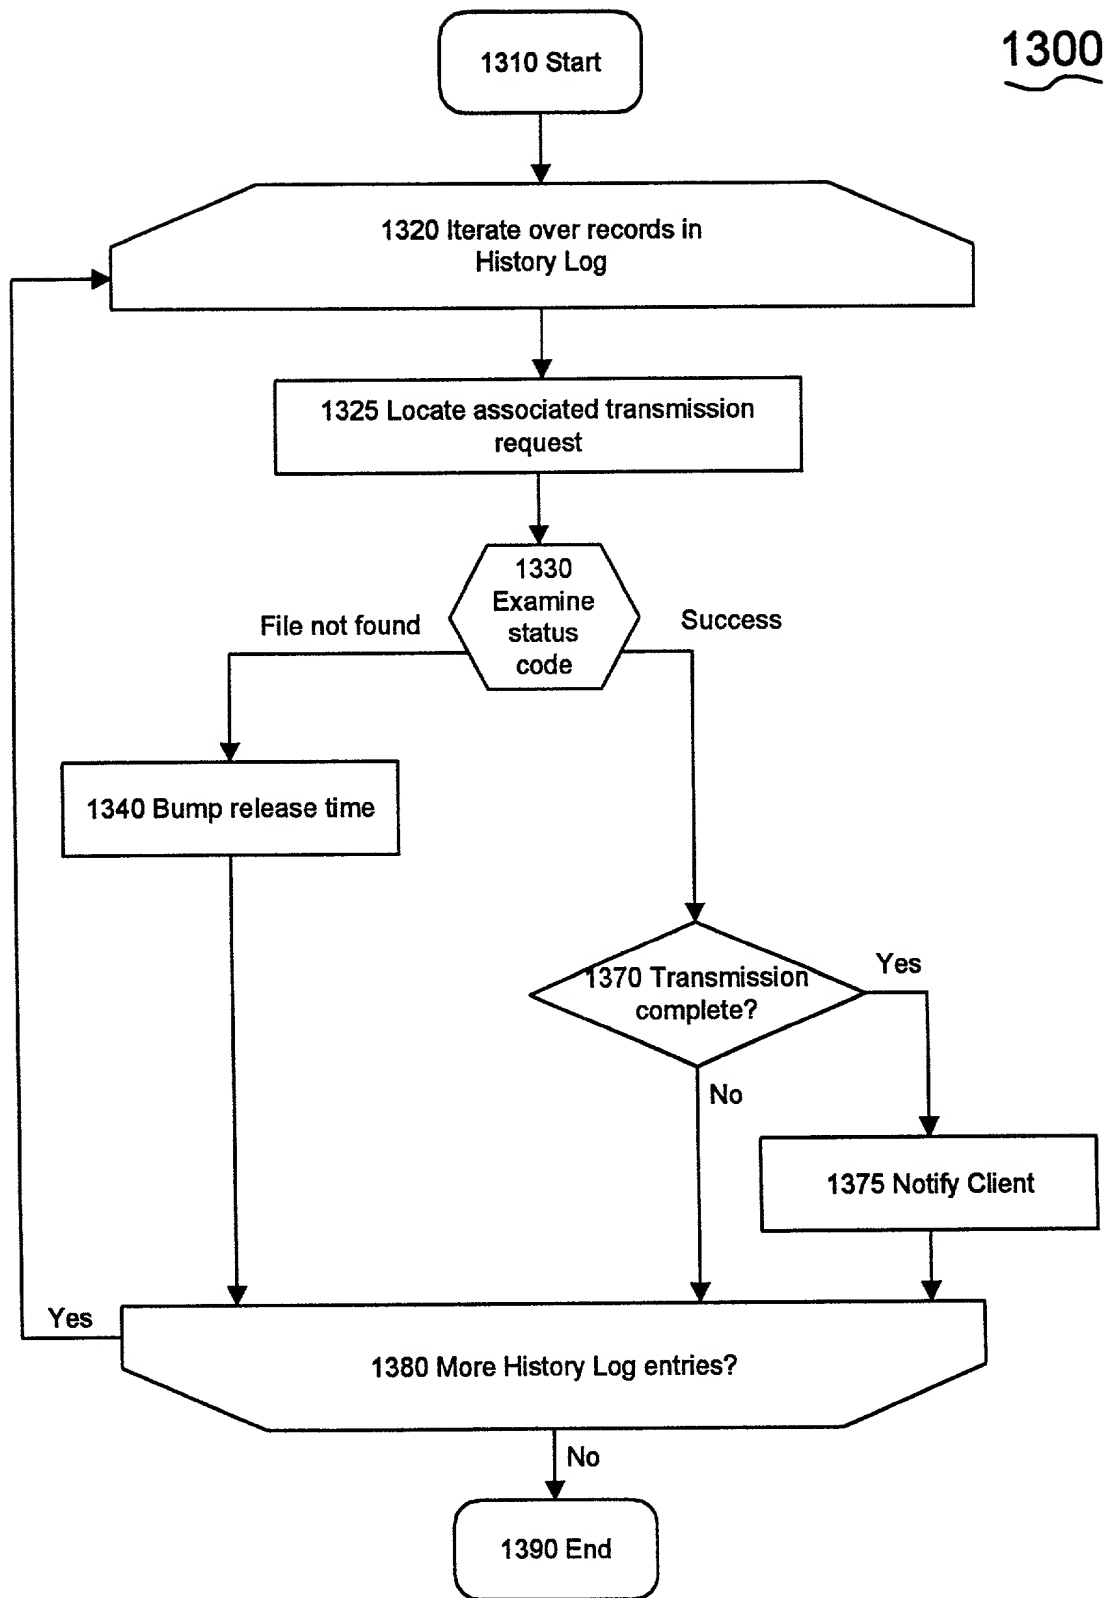 1310 Start
1300
1320 Iterate over records in
History Log
1325 Locate associated transmission
request
1330
Examine
status
code
File not found
Success
1340 Bump release time
1370 Transmission
complete?
Yes
No
1375 Notify Client
Yes
1380 More History Log entries?
No
1390 End